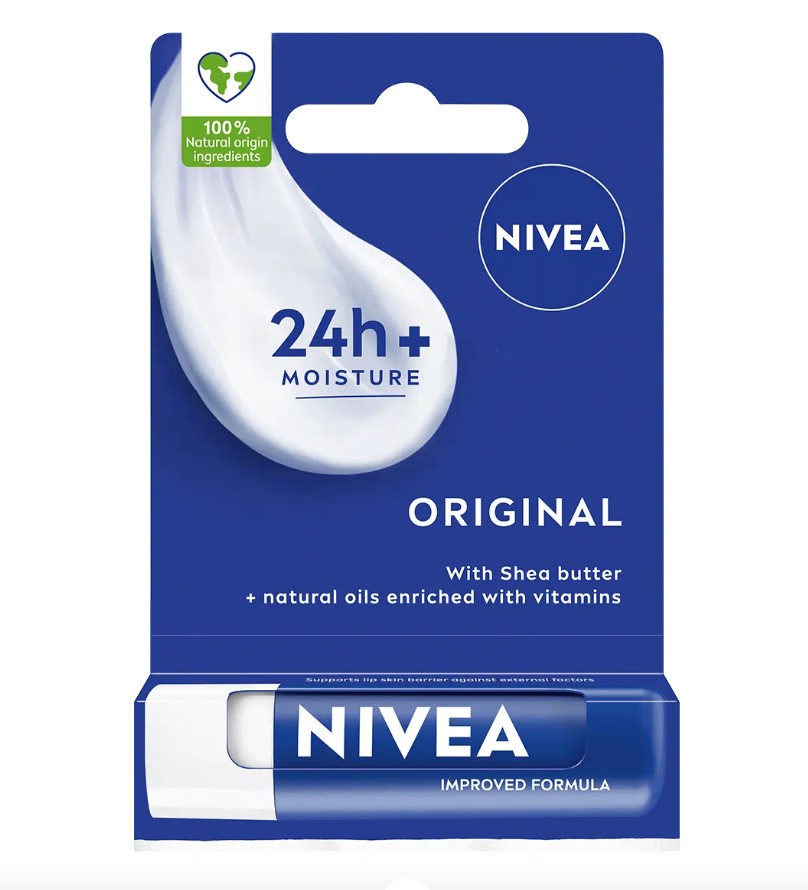 100%
Natural origin
ingredients
NIVEA
24h+
MOISTURE
ORIGINAL
With Shea butter
+ natural oils enriched with vitamins
Supports lip skin barrier against external factors
NIVEA
IMPROVED FORMULA